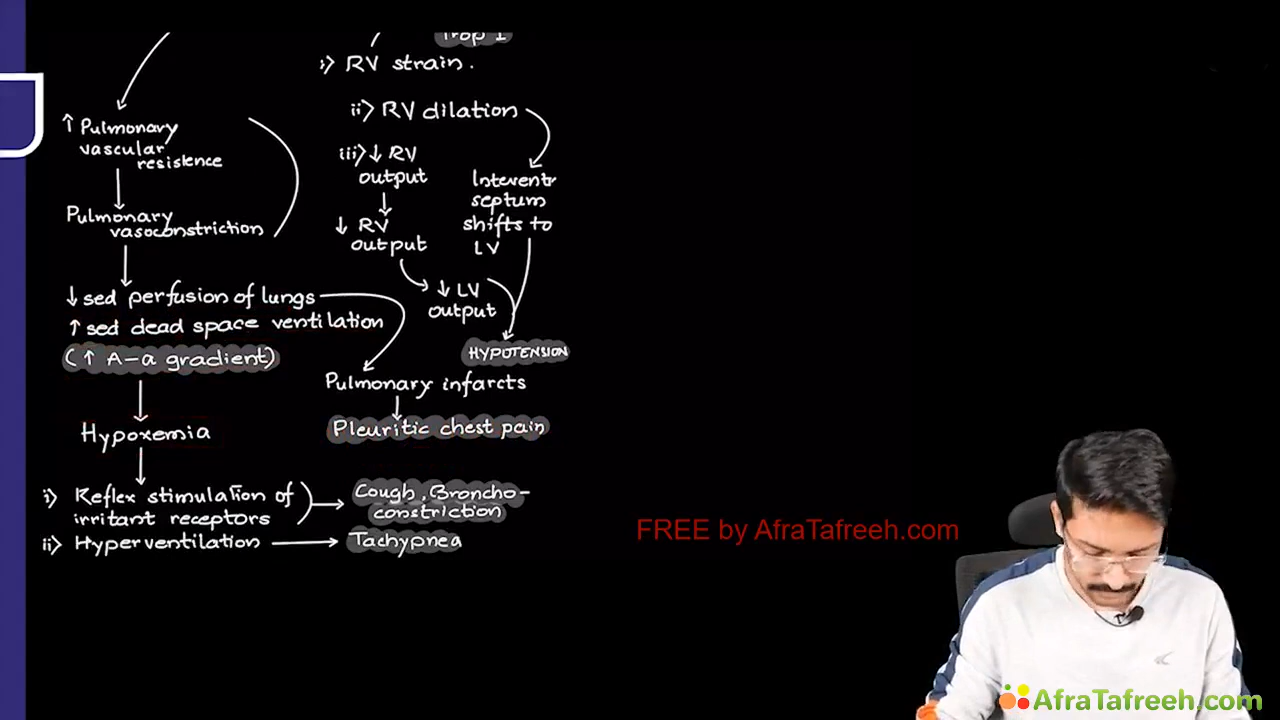 Trop I
i) RV strain.
ii) RV dilation
↑ Pulmonary
vascular
resistence
iii) ↓ RV
output
Interventr
septum
shifts to
LV
Pulmonary
vasoconstriction
↓ RV
output
↓ sed perfusion of lungs
↑ sed dead space ventilation
(↑ A-a gradient)
↓ LV
output
HYPOTENSION
Pulmonary infarcts
Pleuritic chest pain
Hypoxemia
i) Reflex stimulation of
irritant receptors
Cough, Broncho-
constriction
ii) Hyperventilation
Tachypnea
FREE by AfraTafreeh.com
AfraTafreeh.com